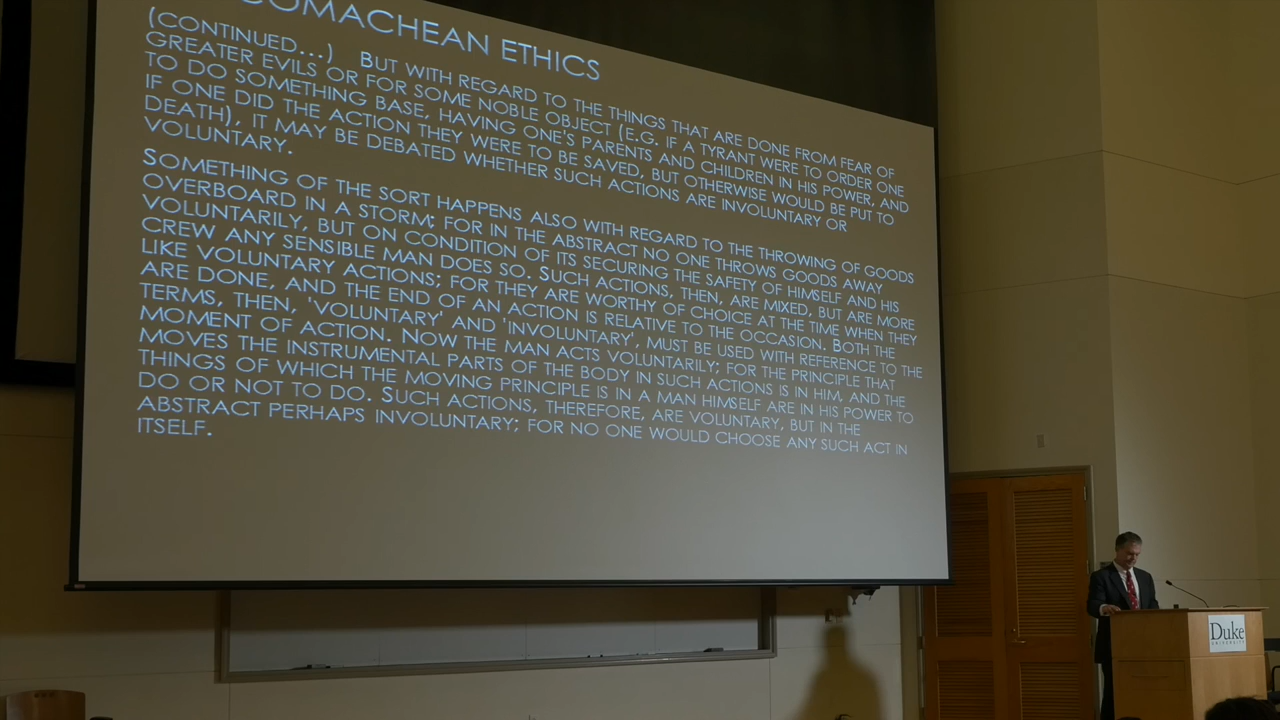 OMACHEAN ETHICS
(CONTINUED...) BUT WITH REGARD TO THE THINGS THAT ARE DONE FROM FEAR OF
GREATER EVILS OR FOR SOME NOBLE OBJECT (E.G. IF A TYRANT WERE TO ORDER ONE
TO DO SOMETHING BASE, HAVING ONE'S PARENTS AND CHILDREN IN HIS POWER, AND
IF ONE DID THE ACTION THEY WERE TO BE SAVED, BUT OTHERWISE WOULD BE PUT TO
DEATH), IT MAY BE DEBATED WHETHER SUCH ACTIONS ARE INVOLUNTARY OR
VOLUNTARY.
SOMETHING OF THE SORT HAPPENS ALSO WITH REGARD TO THE THROWING OF GOODS
OVERBOARD IN A STORM; FOR IN THE ABSTRACT NO ONE THROWS GOODS AWAY
VOLUNTARILY, BUT ON CONDITION OF ITS SECURING THE SAFETY OF HIMSELF AND HIS
CREW ANY SENSIBLE MAN DOES SO. SUCH ACTIONS, THEN, ARE MIXED, BUT ARE MORE
LIKE VOLUNTARY ACTIONS; FOR THEY ARE WORTHY OF CHOICE AT THE TIME WHEN THEY
ARE DONE, AND THE END OF AN ACTION IS RELATIVE TO THE OCCASION. BOTH THE
TERMS, THEN, 'VOLUNTARY' AND 'INVOLUNTARY', MUST BE USED WITH REFERENCE TO THE
MOMENT OF ACTION. NOW THE MAN ACTS VOLUNTARILY; FOR THE PRINCIPLE THAT
MOVES THE INSTRUMENTAL PARTS OF THE BODY IN SUCH ACTIONS IS IN HIM, AND THE
THINGS OF WHICH THE MOVING PRINCIPLE IS IN A MAN HIMSELF ARE IN HIS POWER TO
DO OR NOT TO DO. SUCH ACTIONS, THEREFORE, ARE VOLUNTARY, BUT IN THE
ABSTRACT PERHAPS INVOLUNTARY; FOR NO ONE WOULD CHOOSE ANY SUCH ACT IN
ITSELF.
Duke
UNIVERSITY